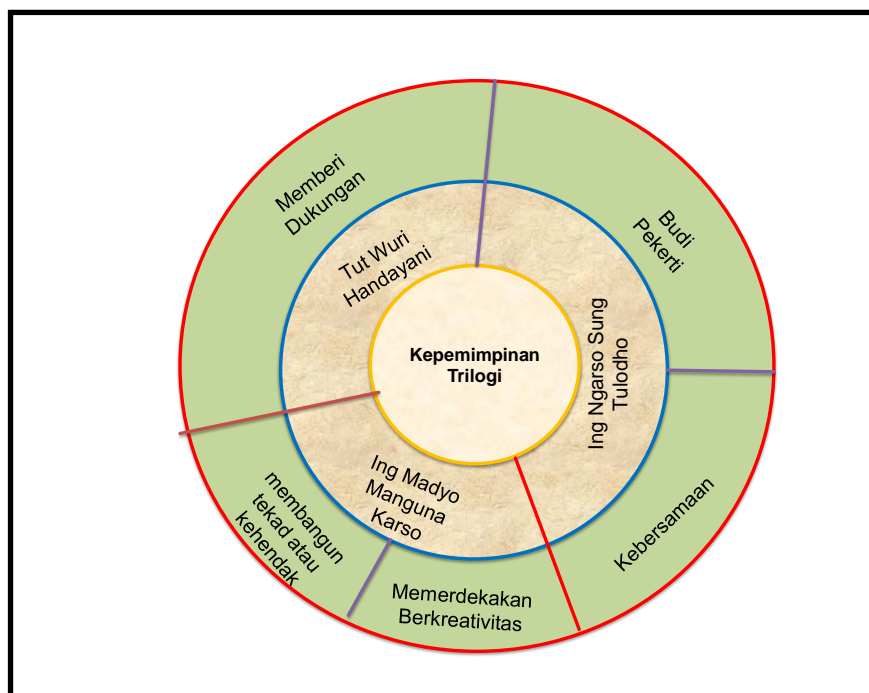 Memberi
Dukungan
Budi
Pekerti
Tut Wuri
Handayani
Kepemimpinan
Trilogi
Ing Ngarso Sung
Tulodho
Ing Madyo
Manguna
Karso
membangun
tekad atau
kehendak
Memerdekakan
Berkreativitas
Kebersamaan